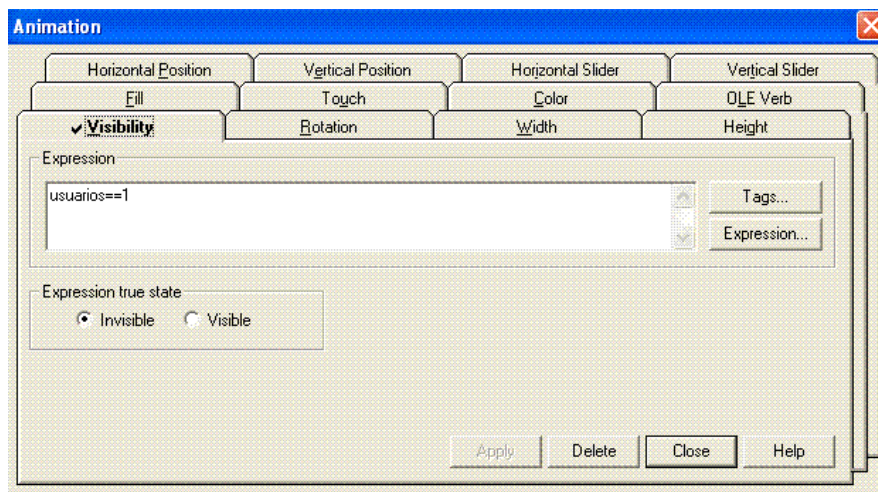 Animation
Horizontal Position Vertical Position Horizontal Slider Vertical Slider
Fill Touch Color OLE Verb
Visibility Rotation Width Height
Expression
usuarios==1
Tags...
Expression...
Expression true state
Invisible Visible
Apply Delete Close Help